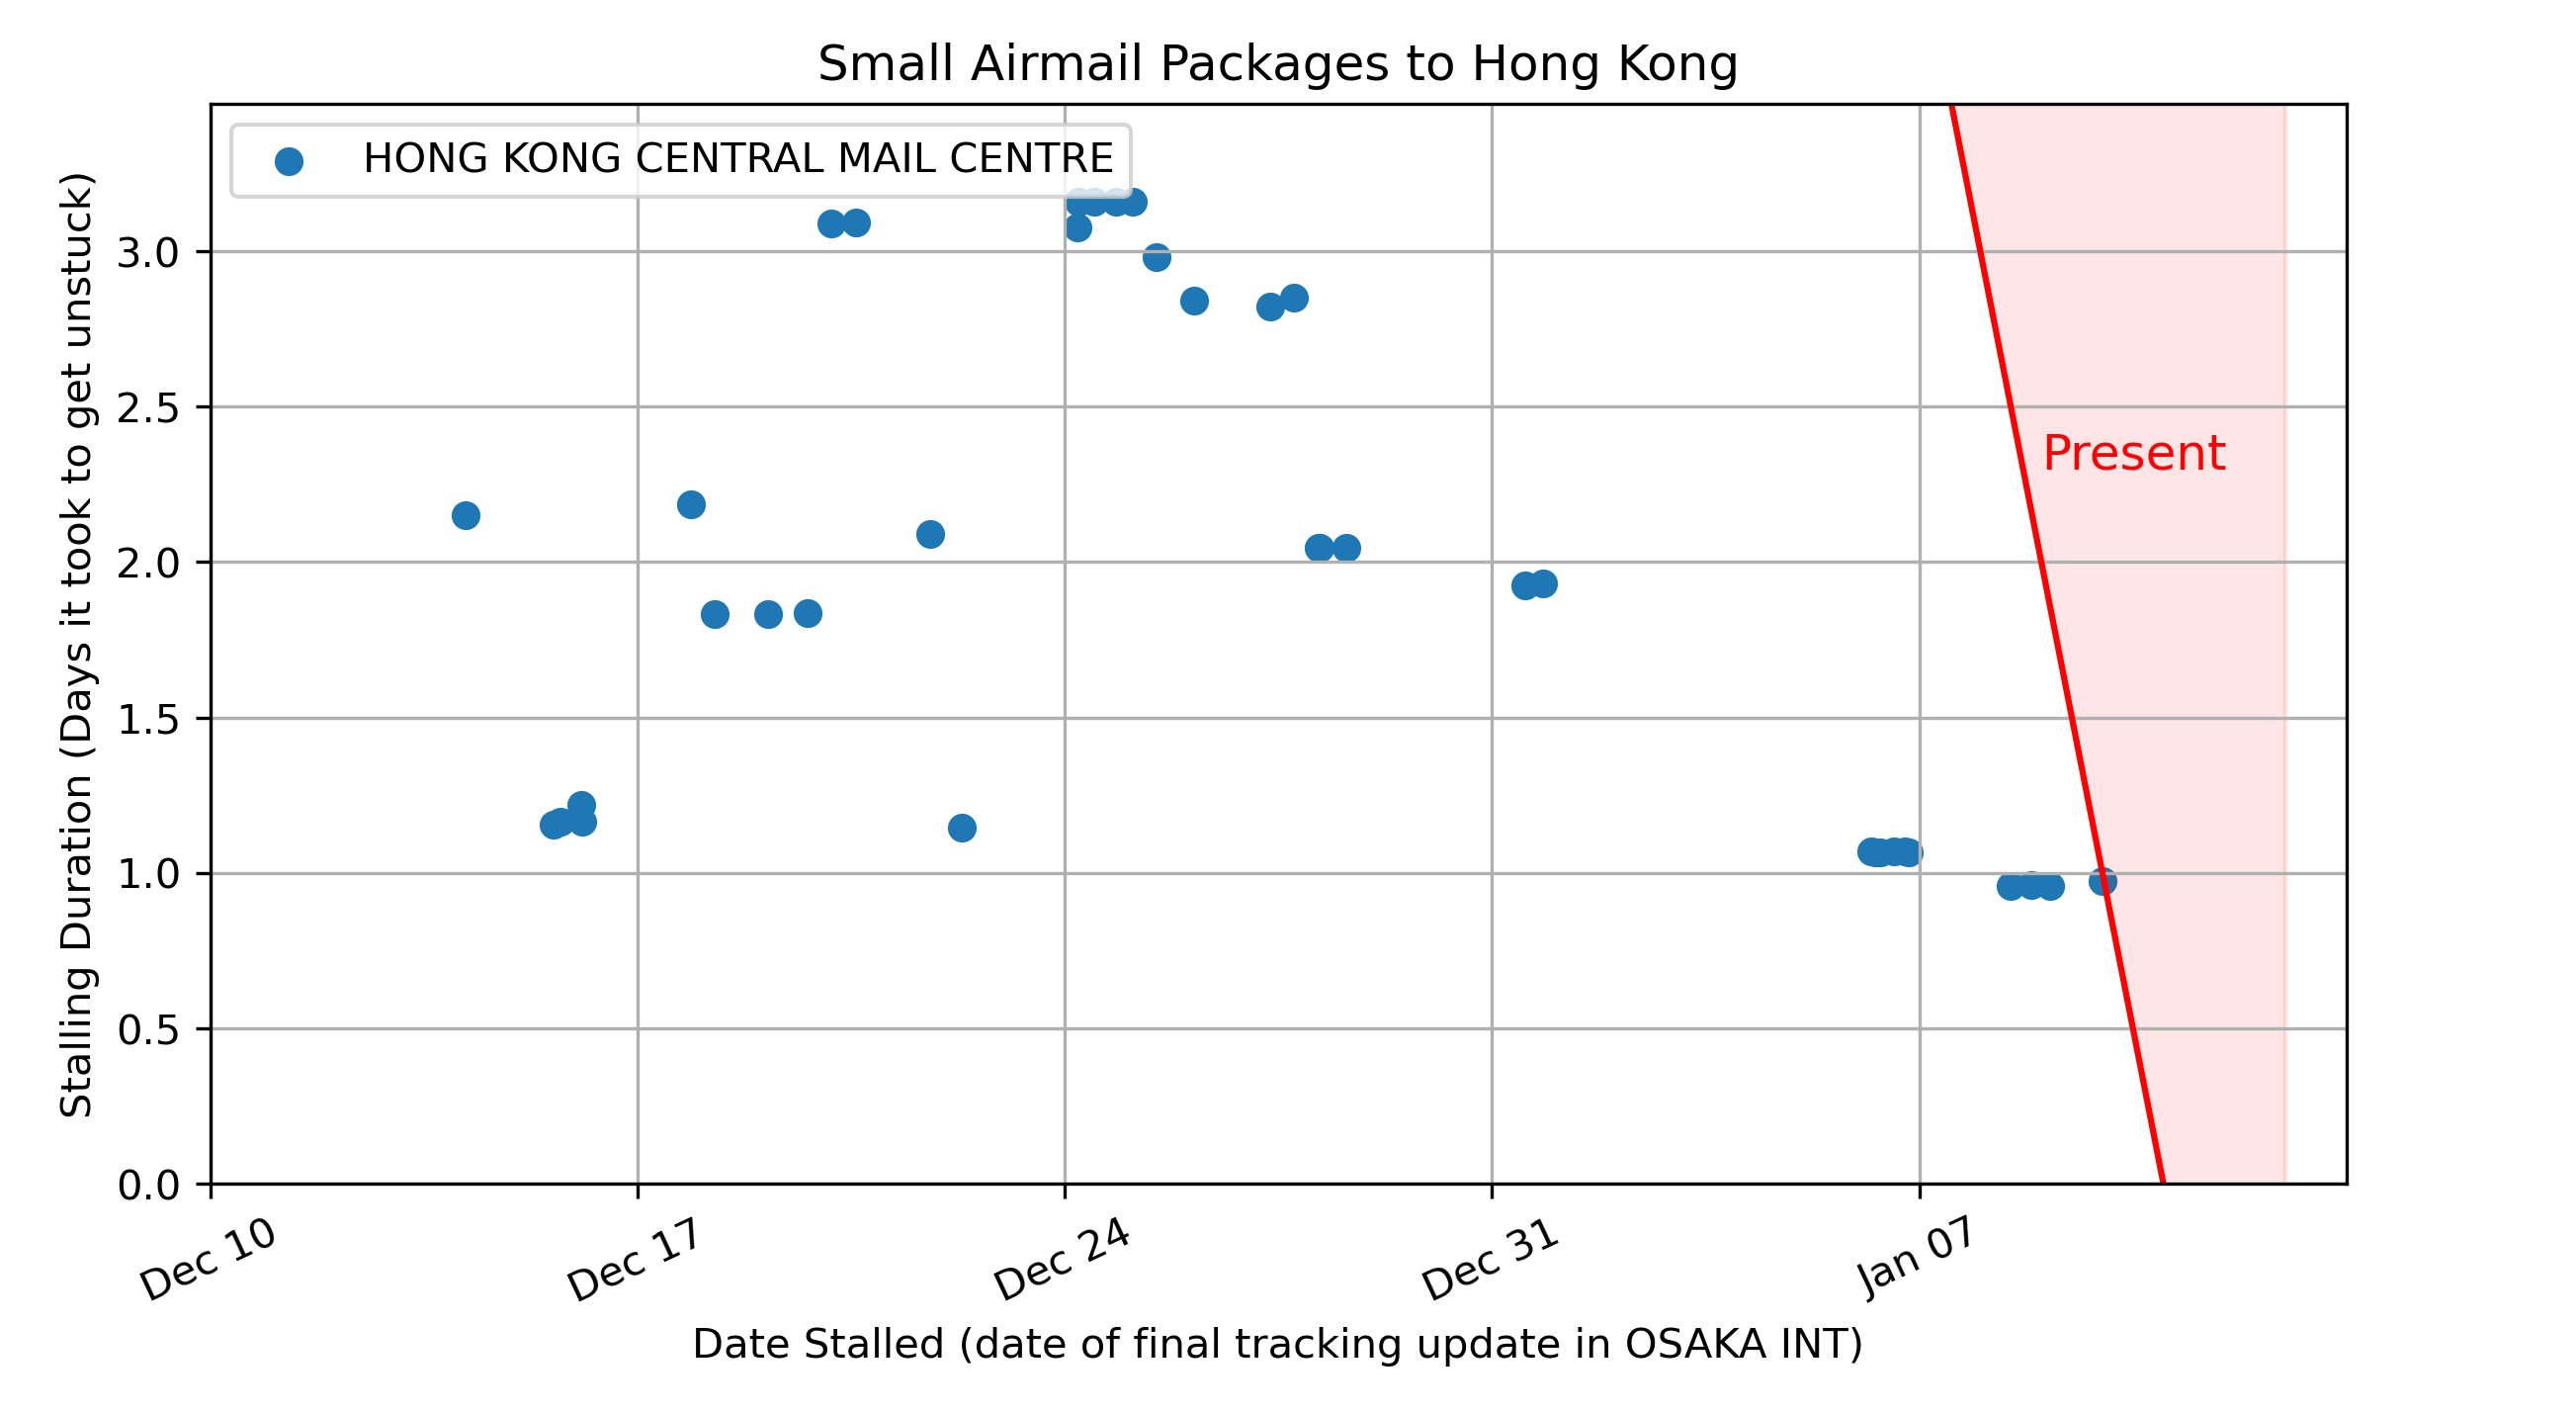 Small Airmail Packages to Hong Kong
HONG KONG CENTRAL MAIL CENTRE
Stalling Duration (Days it took to get unstuck)
3.0
2.5
2.0
1.5
1.0
0.5
0.0
Present
Dec 10
Dec 17
Dec 24
Dec 31
Jan 07
Date Stalled (date of final tracking update in OSAKA INT)